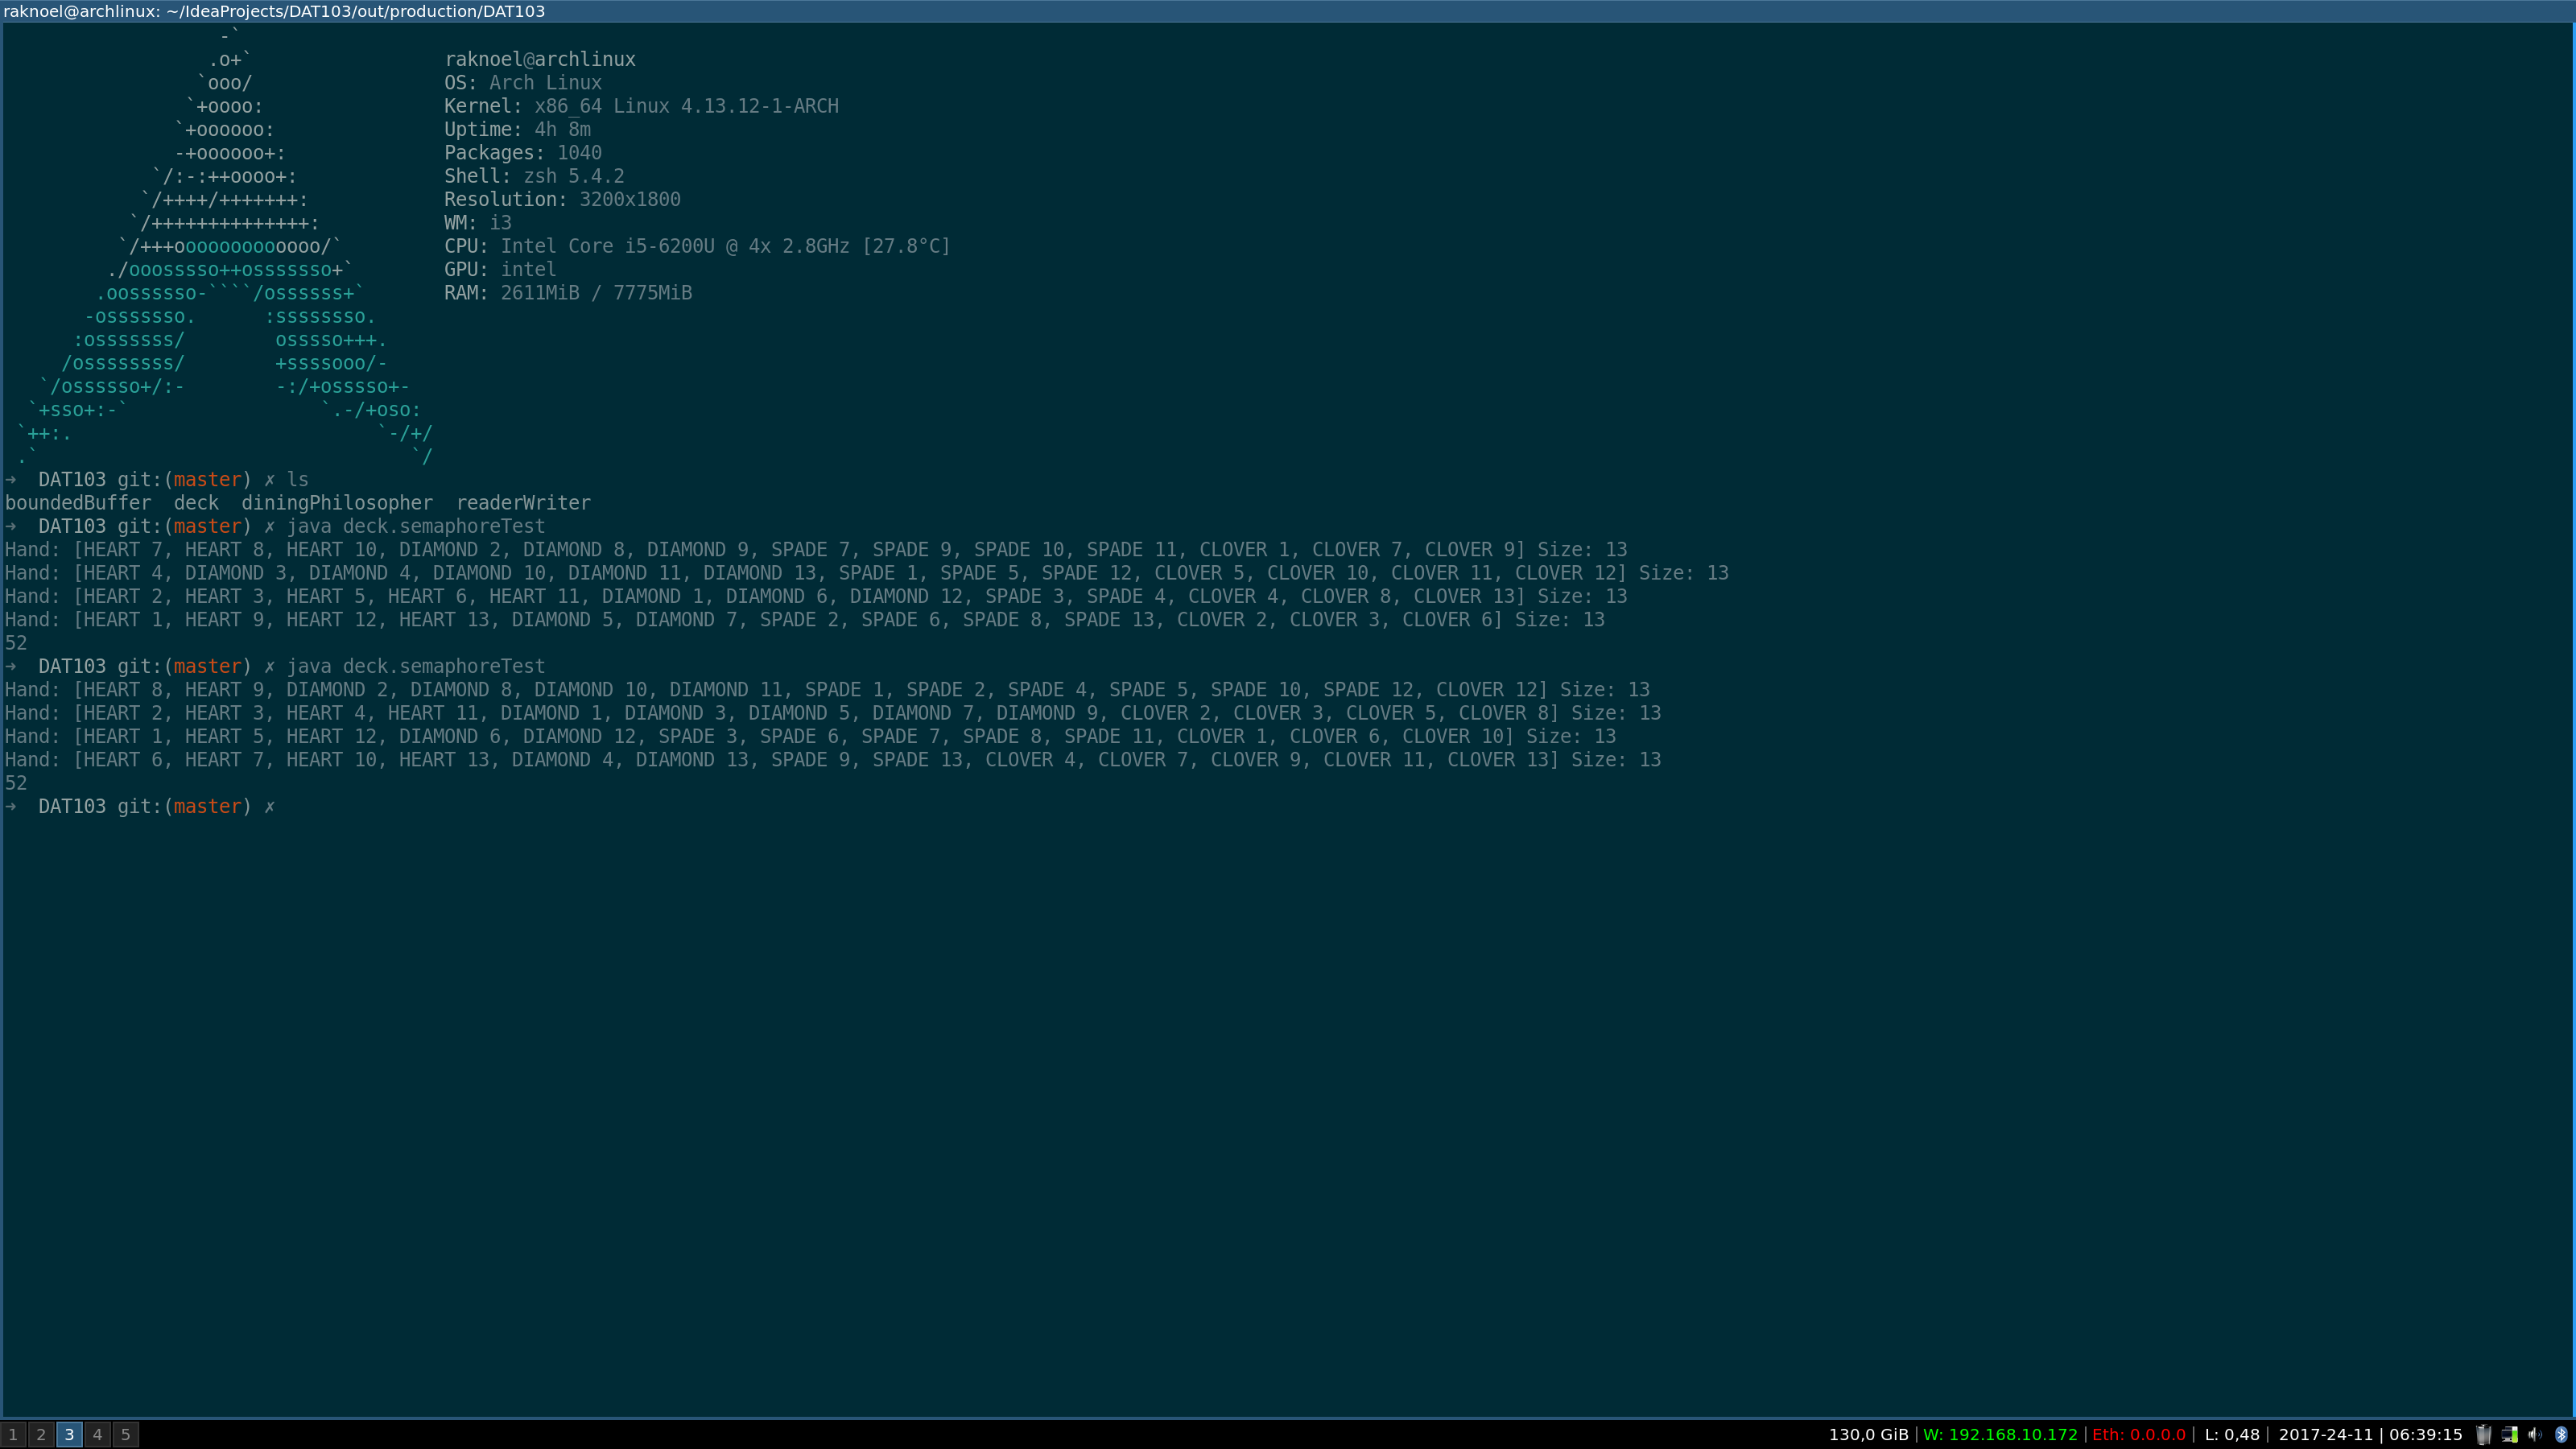 raknoel@archlinux: ~/IdeaProjects/DAT103/out/production/DAT103
                   -`
                  .o+`                 raknoel@archlinux
                 `ooo/                 OS: Arch Linux
                `+oooo:                Kernel: x86_64 Linux 4.13.12-1-ARCH
               `+oooooo:               Uptime: 4h 8m
               -+oooooo+:              Packages: 1040
             `/:-:++oooo+:             Shell: zsh 5.4.2
            `/++++/+++++++:            Resolution: 3200x1800
           `/++++++++++++++:           WM: i3
          `/+++ooooooooooooo/`         CPU: Intel Core i5-6200U @ 4x 2.8GHz [27.8°C]
         ./ooosssso++osssssso+`        GPU: intel
        .oossssso-````/ossssss+`       RAM: 2611MiB / 7775MiB
       -osssssso.      :ssssssso.
      :osssssss/        osssso+++.
     /ossssssss/        +ssssooo/-
   `/ossssso+/:-        -:/+osssso+-
  `+sso+:-`                 `.-/+oso:
 `++:.                           `-/+/
 .`                                 `/
➜  DAT103 git:(master) ✗ ls
boundedBuffer  deck  diningPhilosopher  readerWriter
➜  DAT103 git:(master) ✗ java deck.semaphoreTest
Hand: [HEART 7, HEART 8, HEART 10, DIAMOND 2, DIAMOND 8, DIAMOND 9, SPADE 7, SPADE 9, SPADE 10, SPADE 11, CLOVER 1, CLOVER 7, CLOVER 9] Size: 13
Hand: [HEART 4, DIAMOND 3, DIAMOND 4, DIAMOND 10, DIAMOND 11, DIAMOND 13, SPADE 1, SPADE 5, SPADE 12, CLOVER 5, CLOVER 10, CLOVER 11, CLOVER 12] Size: 13
Hand: [HEART 2, HEART 3, HEART 5, HEART 6, HEART 11, DIAMOND 1, DIAMOND 6, DIAMOND 12, SPADE 3, SPADE 4, CLOVER 4, CLOVER 8, CLOVER 13] Size: 13
Hand: [HEART 1, HEART 9, HEART 12, HEART 13, DIAMOND 5, DIAMOND 7, SPADE 2, SPADE 6, SPADE 8, SPADE 13, CLOVER 2, CLOVER 3, CLOVER 6] Size: 13
52
➜  DAT103 git:(master) ✗ java deck.semaphoreTest
Hand: [HEART 8, HEART 9, DIAMOND 2, DIAMOND 8, DIAMOND 10, DIAMOND 11, SPADE 1, SPADE 2, SPADE 4, SPADE 5, SPADE 10, SPADE 12, CLOVER 12] Size: 13
Hand: [HEART 2, HEART 3, HEART 4, HEART 11, DIAMOND 1, DIAMOND 3, DIAMOND 5, DIAMOND 7, DIAMOND 9, CLOVER 2, CLOVER 3, CLOVER 5, CLOVER 8] Size: 13
Hand: [HEART 1, HEART 5, HEART 12, DIAMOND 6, DIAMOND 12, SPADE 3, SPADE 6, SPADE 7, SPADE 8, SPADE 11, CLOVER 1, CLOVER 6, CLOVER 10] Size: 13
Hand: [HEART 6, HEART 7, HEART 10, HEART 13, DIAMOND 4, DIAMOND 13, SPADE 9, SPADE 13, CLOVER 4, CLOVER 7, CLOVER 9, CLOVER 11, CLOVER 13] Size: 13
52
➜  DAT103 git:(master) ✗
1 2 3 4 5 130,0 GiB | W: 192.168.10.172 | Eth: 0.0.0.0 | L: 0,48 | 2017-24-11 | 06:39:15